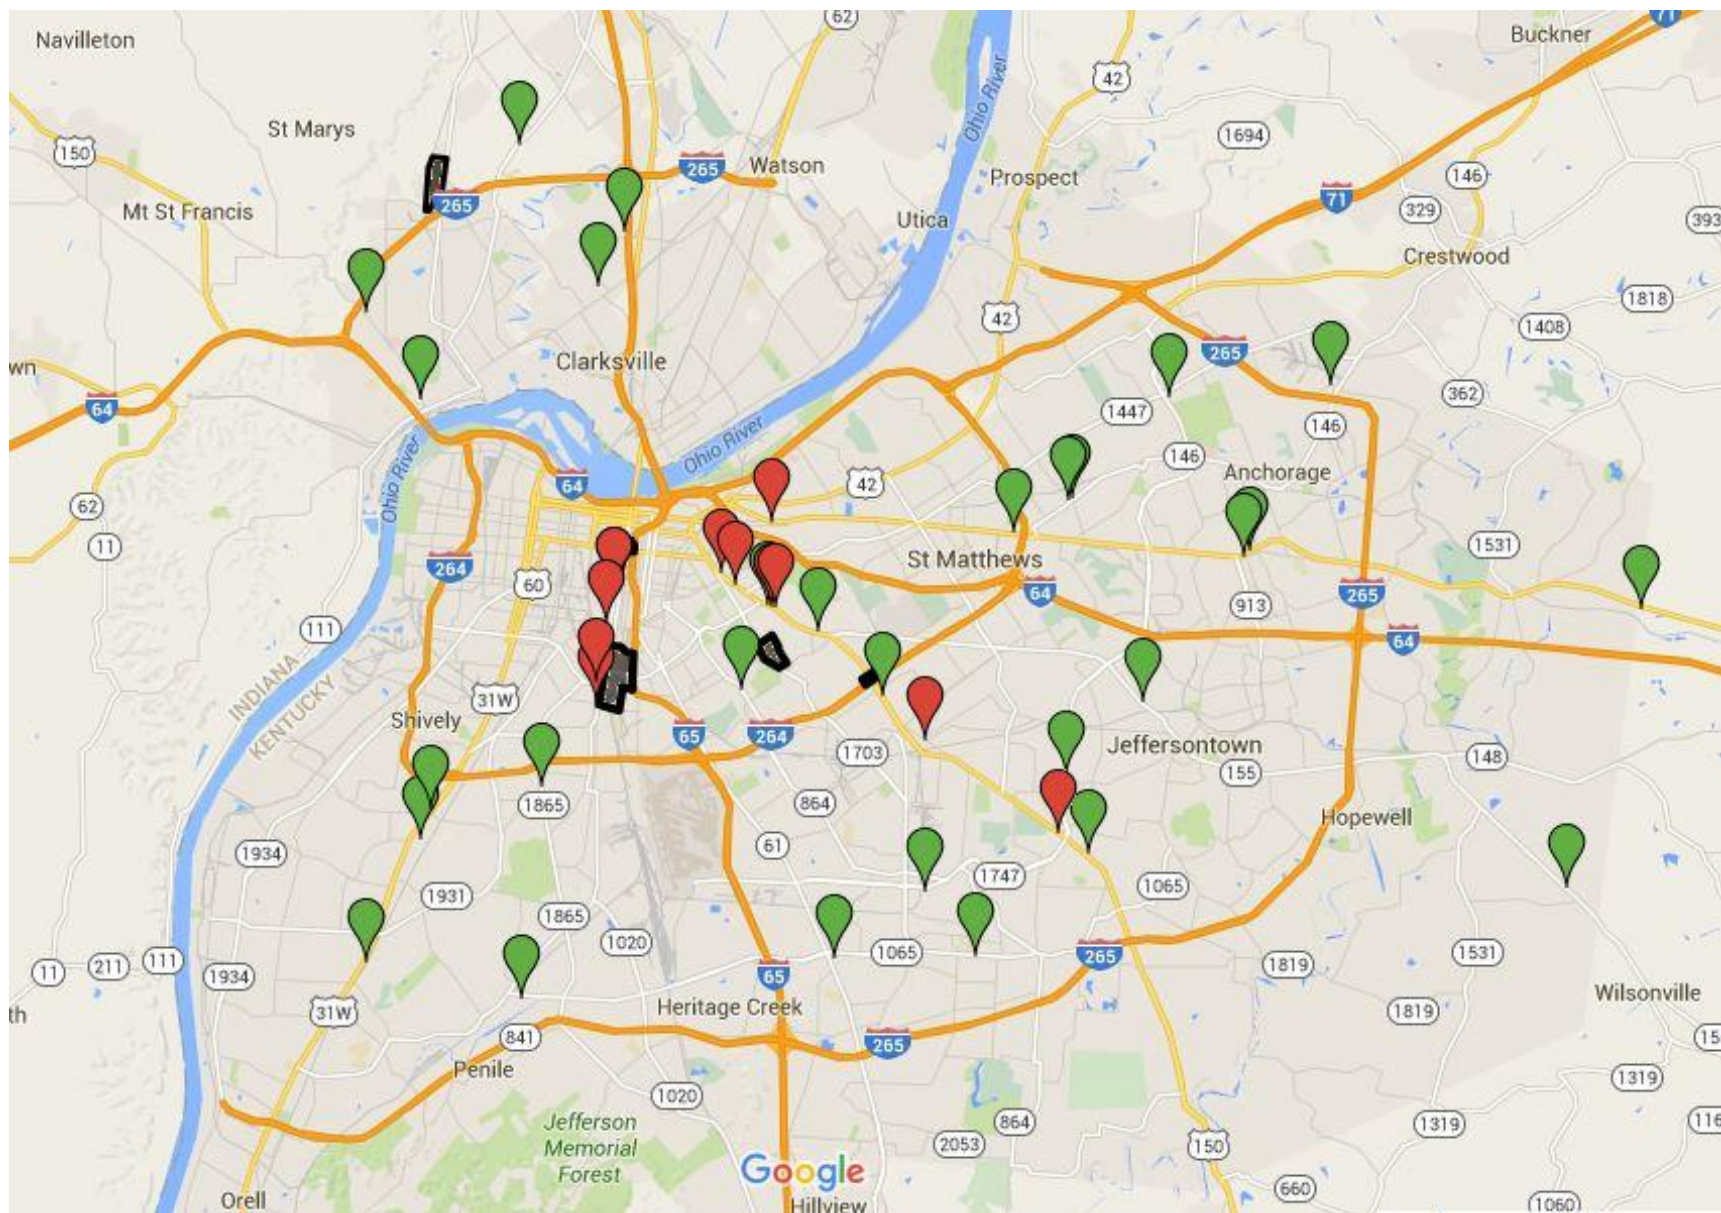 62
71
Navilleton
Buckner
42
Ohio River
St Marys
1694
150
265
Watson
Prospect
146
71
265
Mt St Francis
329
393
Utica
Crestwood
1818
42
1408
265
Clarksville
wn
362
64
1447
146
Ohio River
146
42
Anchorage
64
Ohio River
62
1531
11
St Matthews
264
60
64
265
913
111
64
INDIANA
KENTUCKY
31W
Shively
65
264
1703
Jeffersontown
148
155
1865
864
Hopewell
61
1934
1747
1065
1931
1865
1020
1065
265
1531
11
211
111
1934
65
1819
Wilsonville
Heritage Creek
31W
1819
th
841
265
15
Penile
1319
1020
Jefferson
Memorial
Forest
864
1319
116
2053
150
Google
660
Orell
Hillview
1060